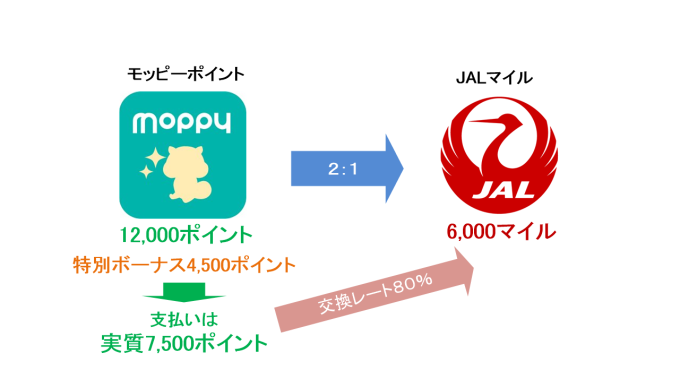 モッピーポイント
JALマイル
moppy
2：1
JAL
12,000ポイント
6,000マイル
特別ボーナス4,500ポイント
交換レート80％
支払いは
実質7,500ポイント